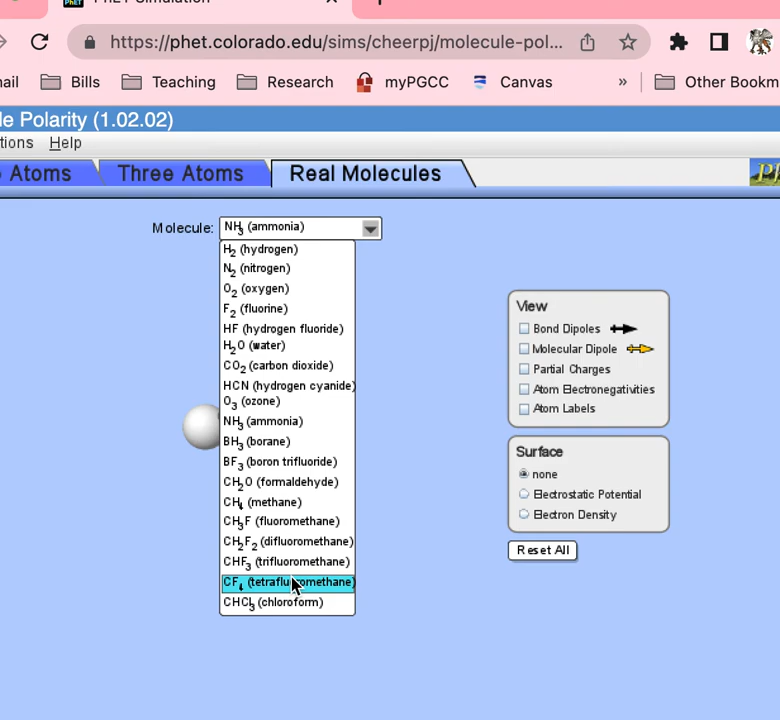 PhET Simulation
https://phet.colorado.edu/sims/cheerpj/molecule-pol...
ail Bills Teaching Research myPGCC Canvas » Other Bookm
le Polarity (1.02.02)
tions Help
Atoms Three Atoms Real Molecules
Molecule: NH3 (ammonia)
H2 (hydrogen)
N2 (nitrogen)
O2 (oxygen)
F2 (fluorine)
HF (hydrogen fluoride)
H2O (water)
CO2 (carbon dioxide)
HCN (hydrogen cyanide)
O3 (ozone)
NH3 (ammonia)
BH3 (borane)
BF3 (boron trifluoride)
CH2O (formaldehyde)
CH4 (methane)
CH3F (fluoromethane)
CH2F2 (difluoromethane)
CHF3 (trifluoromethane)
CF4 (tetrafluoromethane)
CHCl3 (chloroform)
View
Bond Dipoles
Molecular Dipole
Partial Charges
Atom Electronegativities
Atom Labels
Surface
none
Electrostatic Potential
Electron Density
Reset All